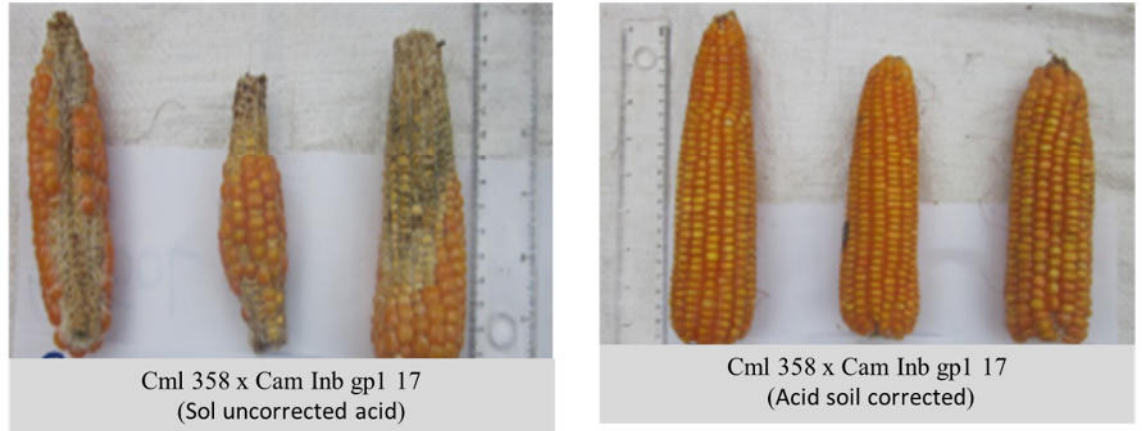 Cml 358 x Cam Inb gp1 17
(Sol uncorrected acid)
Cml 358 x Cam Inb gp1 17
(Acid soil corrected)